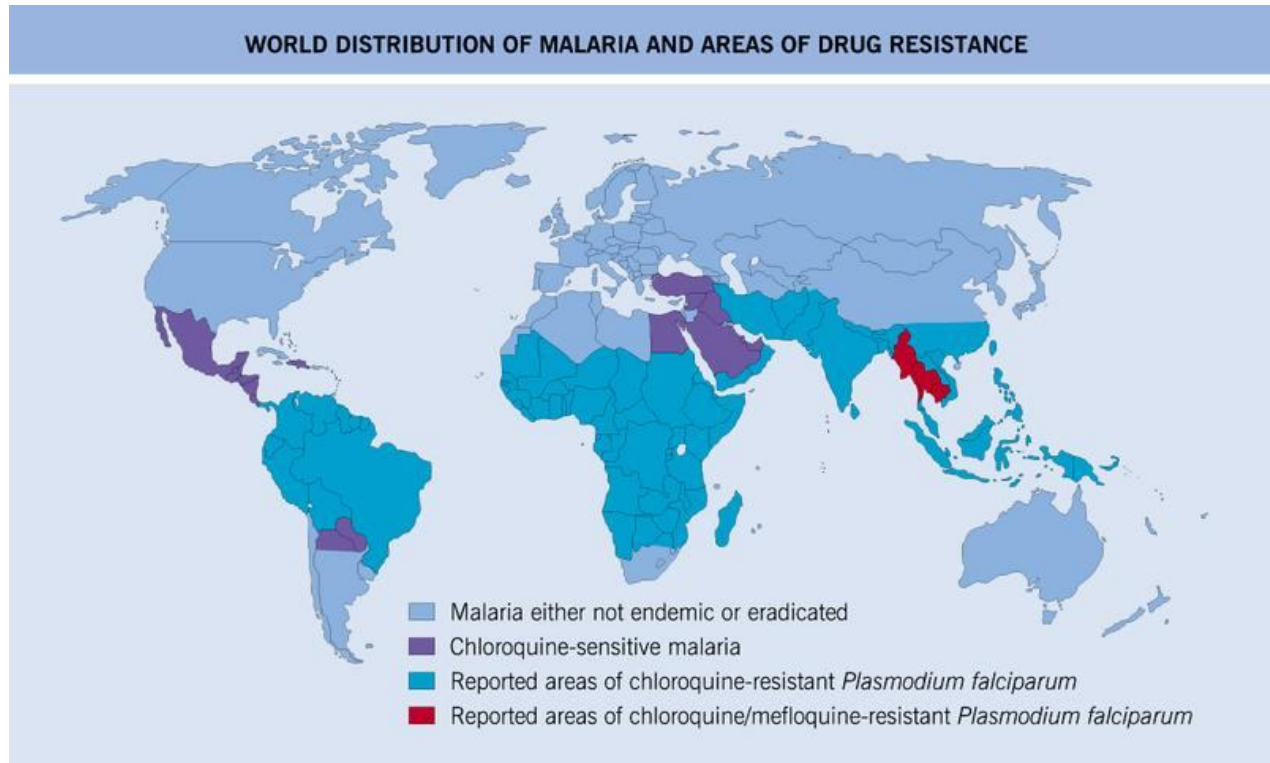 WORLD DISTRIBUTION OF MALARIA AND AREAS OF DRUG RESISTANCE
Malaria either not endemic or eradicated
Chloroquine-sensitive malaria
Reported areas of chloroquine-resistant Plasmodium falciparum
Reported areas of chloroquine/mefloquine-resistant Plasmodium falciparum